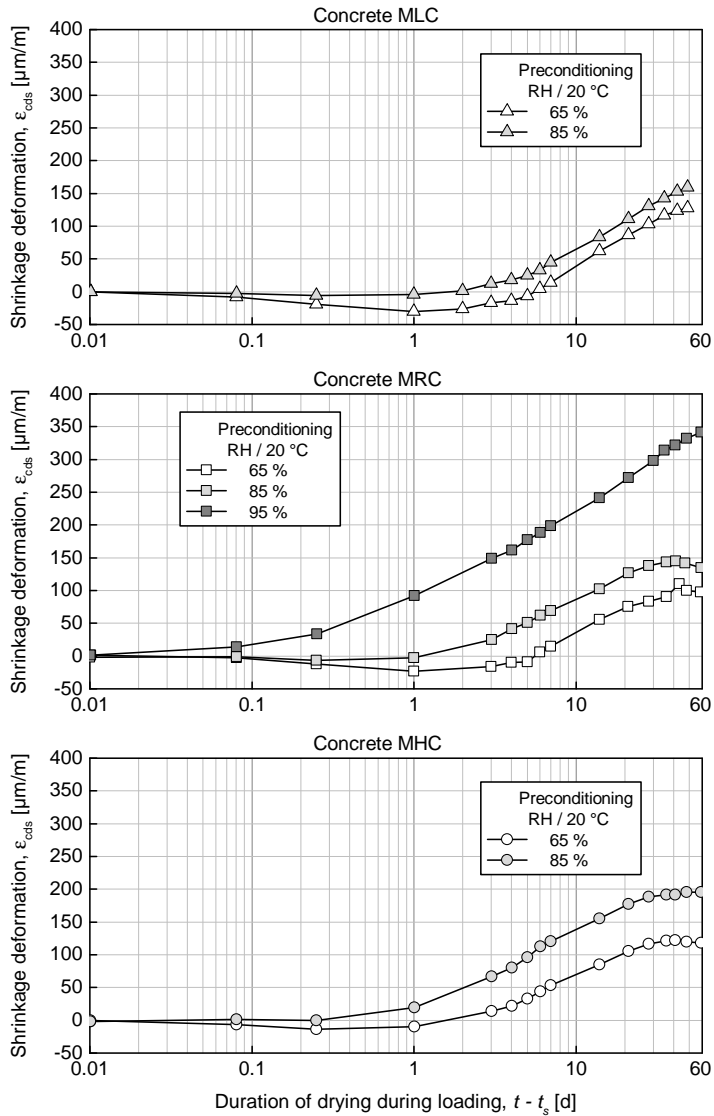 Concrete MLC
Shrinkage deformation, εcds [µm/m]
400
350
300
250
200
150
100
50
0
-50
Preconditioning
RH / 20 °C
65 %
85 %
0.01 0.1 1 10 60
Concrete MRC
Shrinkage deformation, εcds [µm/m]
400
350
300
250
200
150
100
50
0
-50
Preconditioning
RH / 20 °C
65 %
85 %
95 %
0.01 0.1 1 10 60
Concrete MHC
Shrinkage deformation, εcds [µm/m]
400
350
300
250
200
150
100
50
0
-50
Preconditioning
RH / 20 °C
65 %
85 %
0.01 0.1 1 10 60
Duration of drying during loading, t - ts [d]